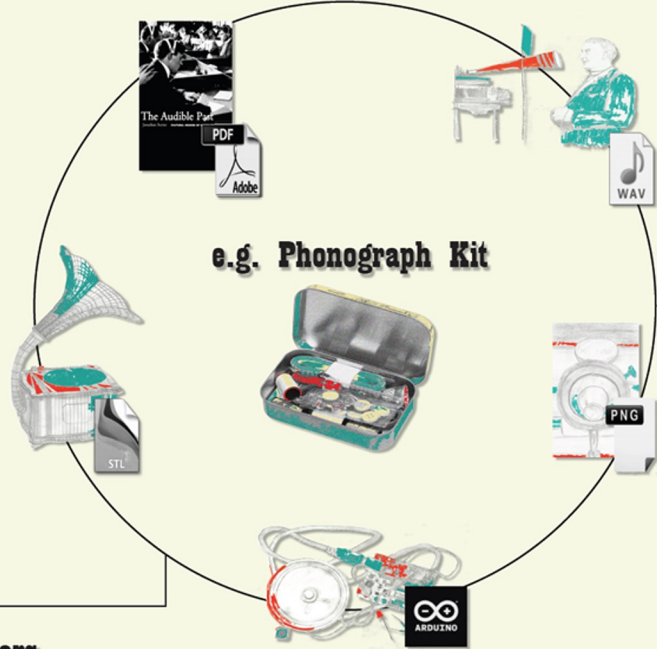 The Audible Past
PDF
Adobe
WAV
e.g. Phonograph Kit
PNG
STL
ARDUINO